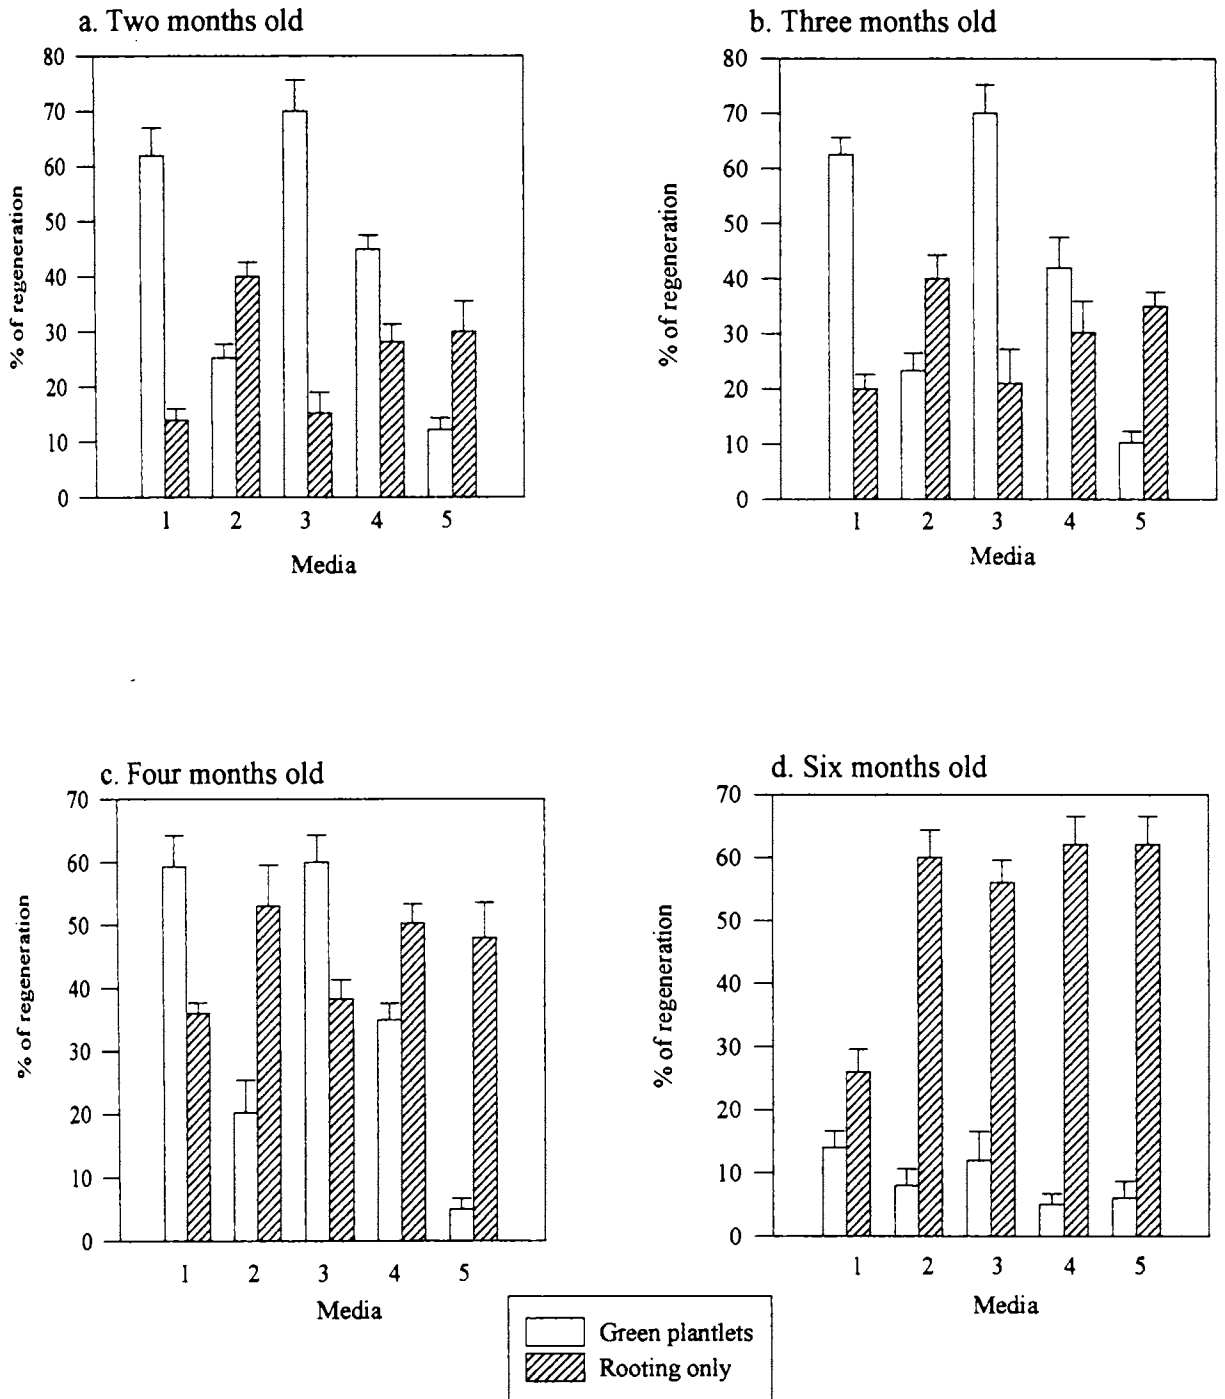 a. Two months old
80
70
60
50
40
30
20
10
0
% of regeneration
1 2 3 4 5
Media
b. Three months old
80
70
60
50
40
30
20
10
0
% of regeneration
1 2 3 4 5
Media
c. Four months old
70
60
50
40
30
20
10
0
% of regeneration
1 2 3 4 5
Media
d. Six months old
70
60
50
40
30
20
10
0
% of regeneration
1 2 3 4 5
Media
Green plantlets
Rooting only